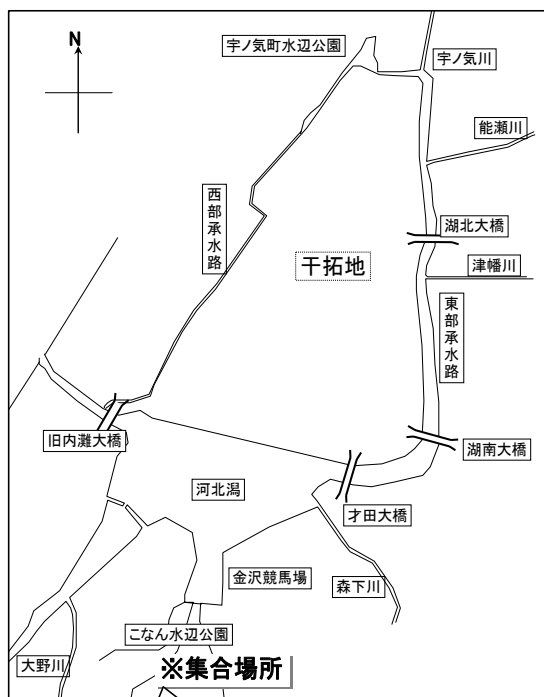 宇ノ気町水辺公園
N
宇ノ気川
能瀬川
西部承水路
湖北大橋
干拓地
津幡川
東部承水路
旧内灘大橋
湖南大橋
河北潟
才田大橋
金沢競馬場
森下川
こなん水辺公園
大野川
※集合場所